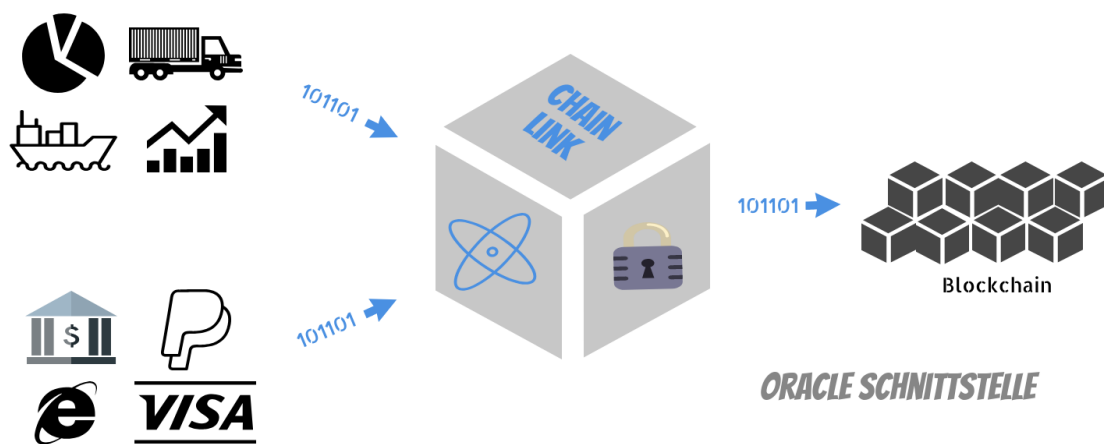 101101
CHAIN
LINK
101101
Blockchain
$
101101
VISA
ORACLE SCHNITTSTELLE